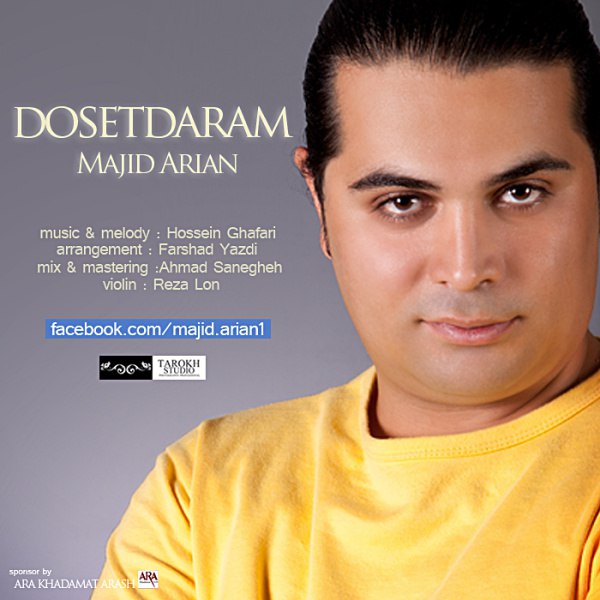 DOSETDARAM
MAJID ARIAN
music & melody : Hossein Ghafari
arrangement : Farshad Yazdi
mix & mastering :Ahmad Sanegheh
violin : Reza Lon
facebook.com/majid.arian1
TAROKH
STUDIO
sponsor by
ARA KHADAMAT ARASH
ARA